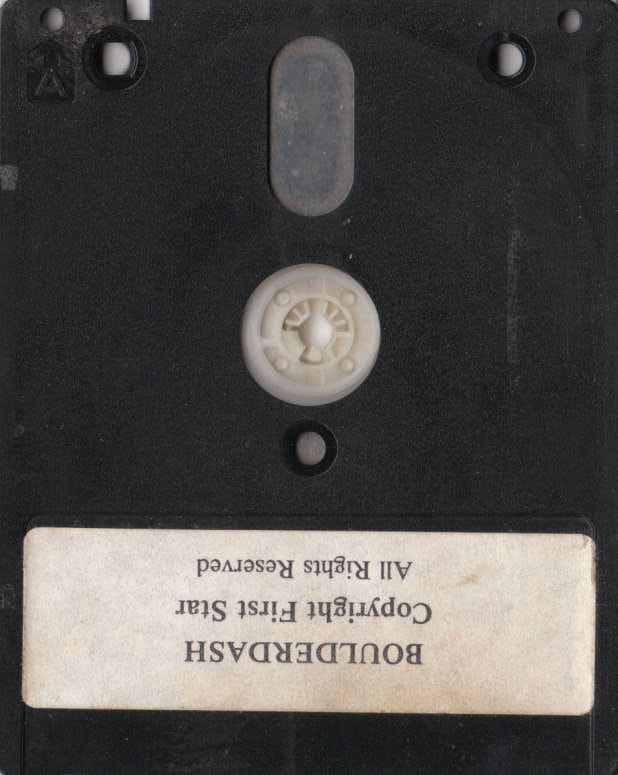 BOULDERDASH
Copyright First Star
All Rights Reserved
A